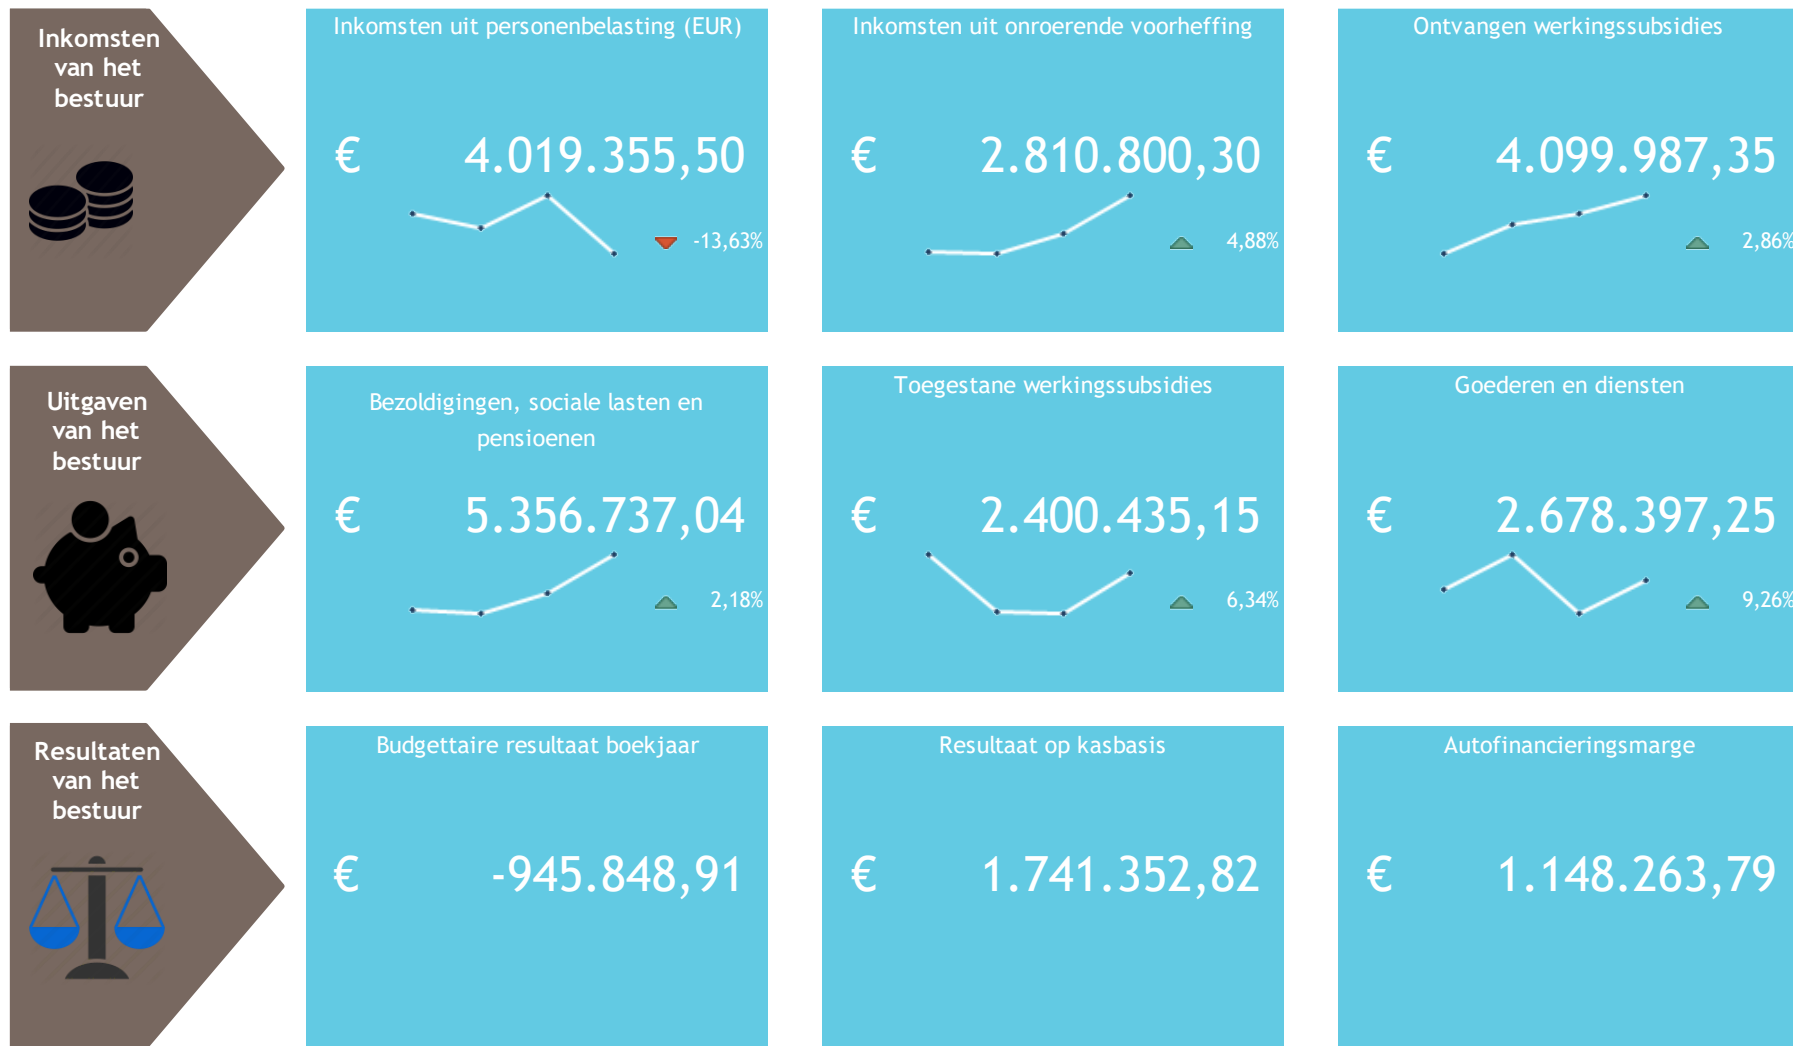 Inkomsten
van het
bestuur
Inkomsten uit personenbelasting (EUR)
€ 4.019.355,50
-13,63%
Inkomsten uit onroerende voorheffing
€ 2.810.800,30
4,88%
Ontvangen werkingssubsidies
€ 4.099.987,35
2,86%
Uitgaven
van het
bestuur
Bezoldigingen, sociale lasten en
pensioenen
€ 5.356.737,04
2,18%
Toegestane werkingssubsidies
€ 2.400.435,15
6,34%
Goederen en diensten
€ 2.678.397,25
9,26%
Resultaten
van het
bestuur
Budgettaire resultaat boekjaar
€ -945.848,91
Resultaat op kasbasis
€ 1.741.352,82
Autofinancieringsmarge
€ 1.148.263,79